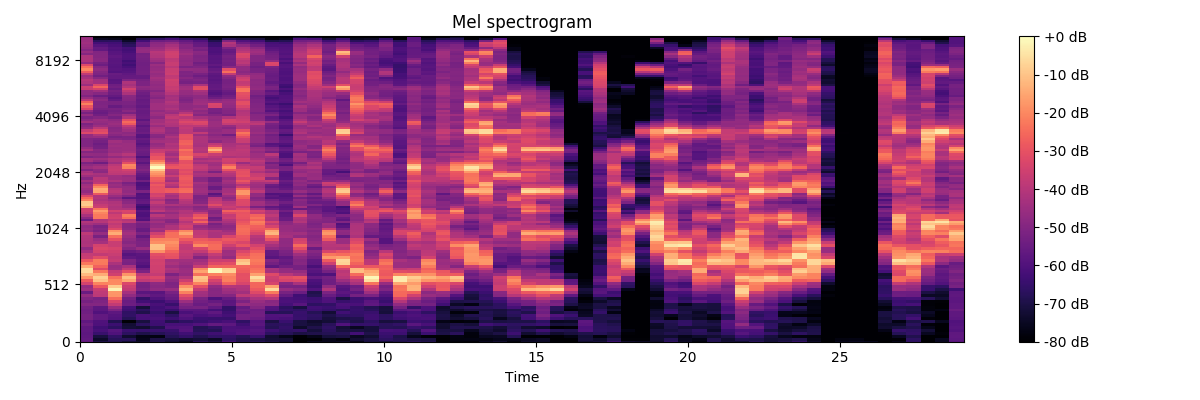 Mel spectrogram
Hz
8192
4096
2048
1024
512
0
0 5 10 15 20 25
Time
+0 dB
-10 dB
-20 dB
-30 dB
-40 dB
-50 dB
-60 dB
-70 dB
-80 dB